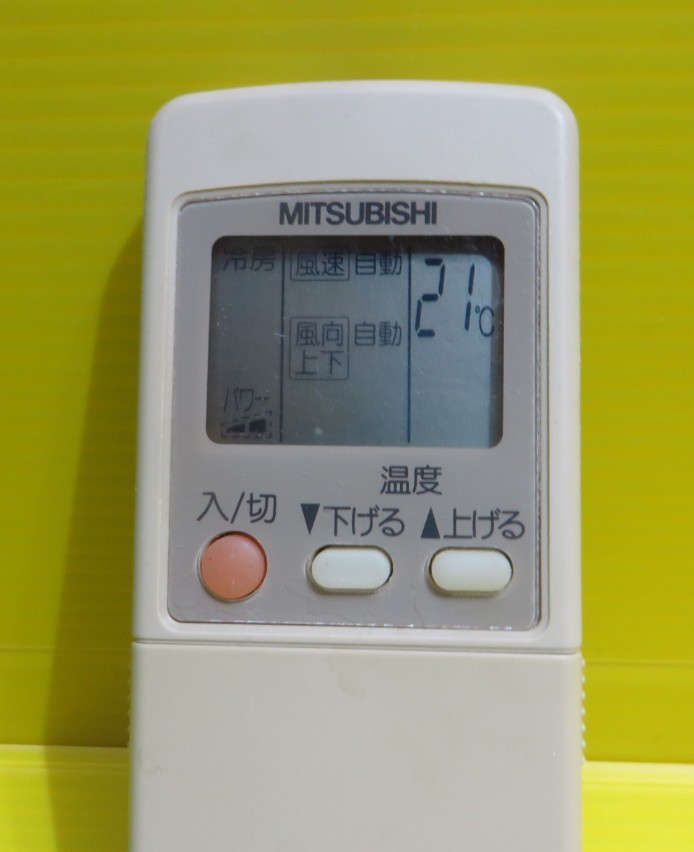 MITSUBISHI
冷房 風速 自動 21℃
風向 自動
上下
パワー
温度
入/切 ▼下げる ▲上げる